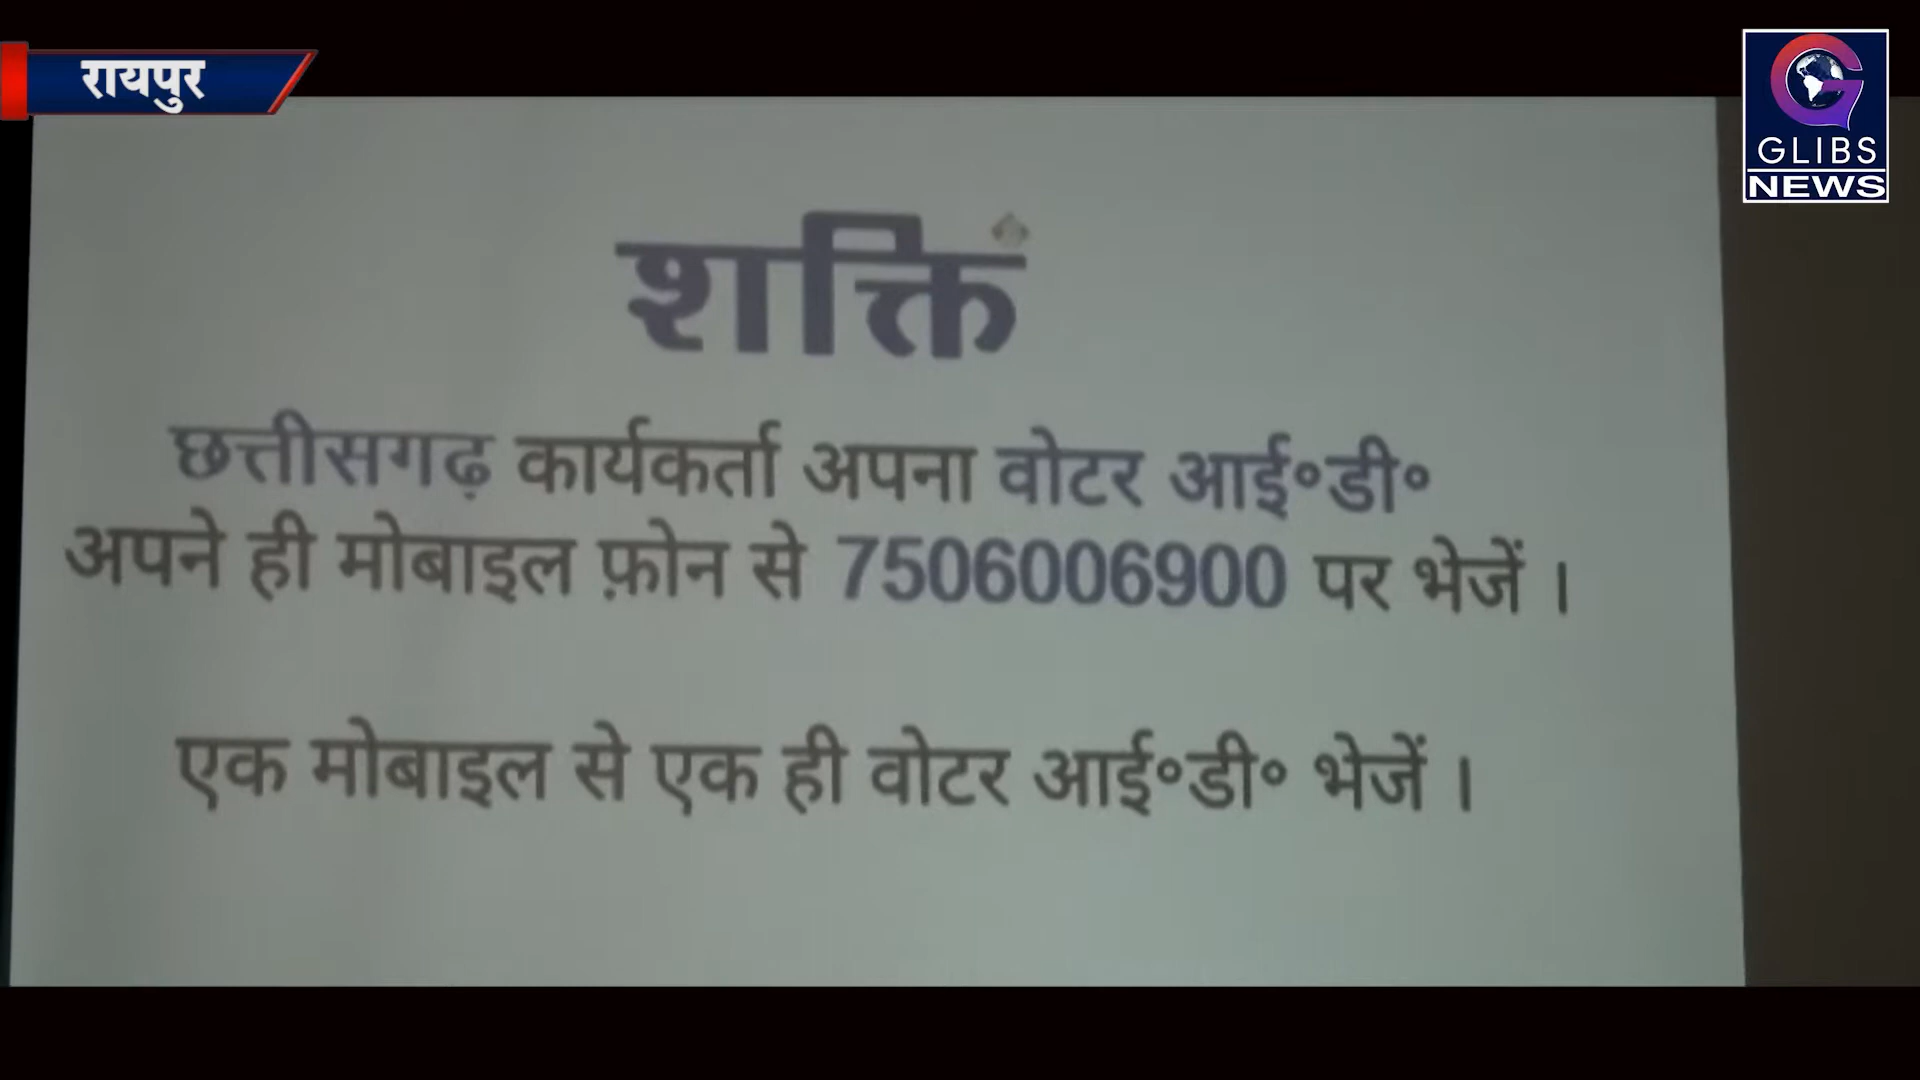 रायपुर
GLIBS
NEWS
शक्ति
छत्तीसगढ़ कार्यकर्ता अपना वोटर आई॰डी॰
अपने ही मोबाइल फ़ोन से 7506006900 पर भेजें ।
एक मोबाइल से एक ही वोटर आई॰डी॰ भेजें ।